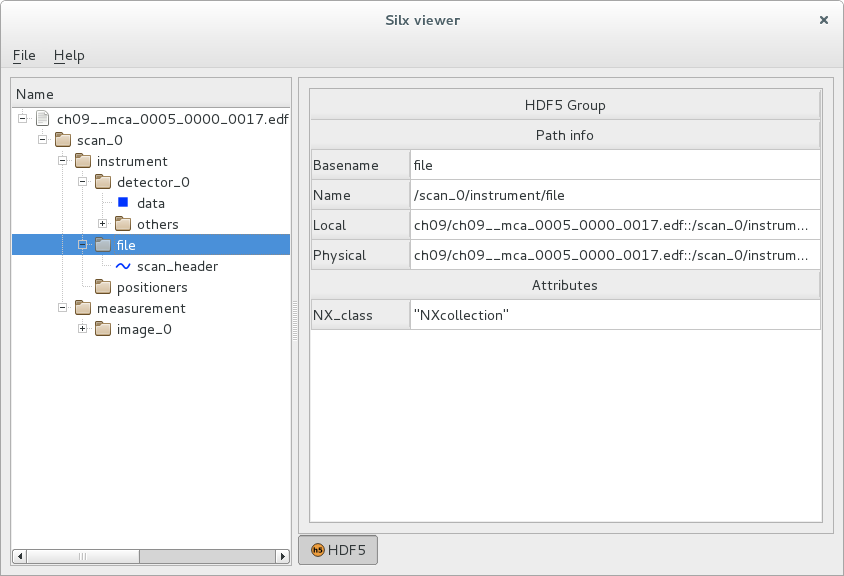 Silx viewer
File Help
Name
ch09__mca_0005_0000_0017.edf
scan_0
instrument
detector_0
data
others
file
scan_header
positioners
measurement
image_0
HDF5 Group
Path info
Basename file
Name /scan_0/instrument/file
Local ch09/ch09__mca_0005_0000_0017.edf::/scan_0/instrum...
Physical ch09/ch09__mca_0005_0000_0017.edf::/scan_0/instrum...
Attributes
NX_class "NXcollection"
h5 HDF5